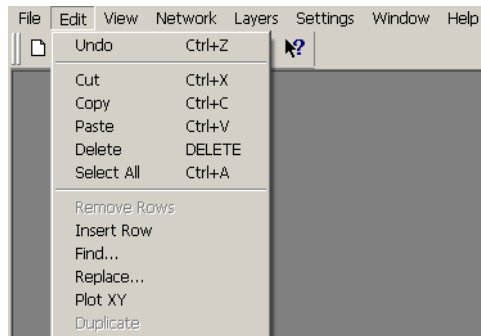 File Edit View Network Layers Settings Window Help
Undo Ctrl+Z
Cut Ctrl+X
Copy Ctrl+C
Paste Ctrl+V
Delete DELETE
Select All Ctrl+A
Remove Rows
Insert Row
Find...
Replace...
Plot XY
Duplicate